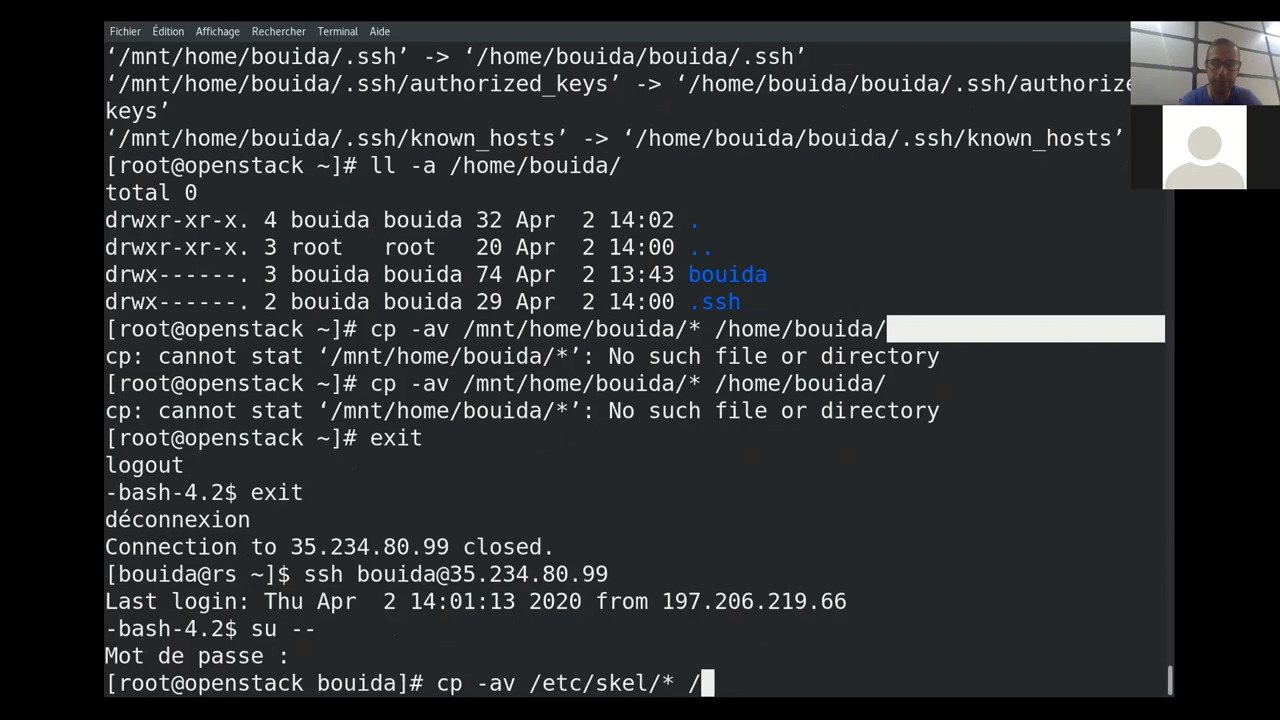 Fichier Édition Affichage Rechercher Terminal Aide
‘/mnt/home/bouida/.ssh’ -> ‘/home/bouida/bouida/.ssh’
‘/mnt/home/bouida/.ssh/authorized_keys’ -> ‘/home/bouida/bouida/.ssh/authorize
keys’
‘/mnt/home/bouida/.ssh/known_hosts’ -> ‘/home/bouida/bouida/.ssh/known_hosts’
[root@openstack ~]# ll -a /home/bouida/
total 0
drwxr-xr-x. 4 bouida bouida 32 Apr  2 14:02 .
drwxr-xr-x. 3 root   root   20 Apr  2 14:00 ..
drwx------. 3 bouida bouida 74 Apr  2 13:43 bouida
drwx------. 2 bouida bouida 29 Apr  2 14:00 .ssh
[root@openstack ~]# cp -av /mnt/home/bouida/* /home/bouida/
cp: cannot stat ‘/mnt/home/bouida/*’: No such file or directory
[root@openstack ~]# cp -av /mnt/home/bouida/* /home/bouida/
cp: cannot stat ‘/mnt/home/bouida/*’: No such file or directory
[root@openstack ~]# exit
logout
-bash-4.2$ exit
déconnexion
Connection to 35.234.80.99 closed.
[bouida@rs ~]$ ssh bouida@35.234.80.99
Last login: Thu Apr  2 14:01:13 2020 from 197.206.219.66
-bash-4.2$ su --
Mot de passe :
[root@openstack bouida]# cp -av /etc/skel/* /